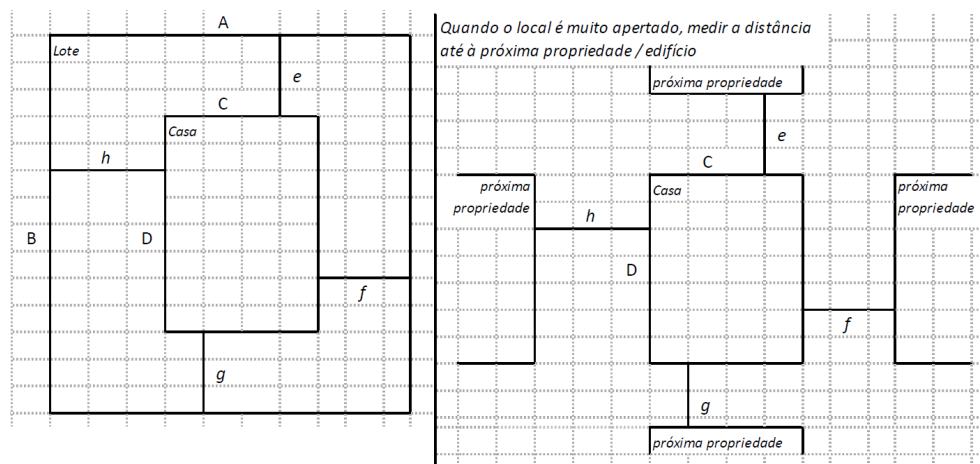 A
Lote
e
C
Casa
h
B
D
f
g
Quando o local é muito apertado, medir a distância
até à próxima propriedade / edifício
próxima propriedade
e
C
próxima
propriedade
Casa
próxima
propriedade
h
D
f
g
próxima propriedade